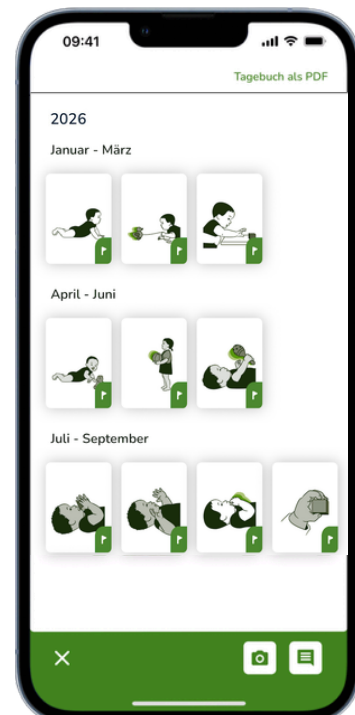 09:41
Tagebuch als PDF
2026
Januar - März
April - Juni
Juli - September